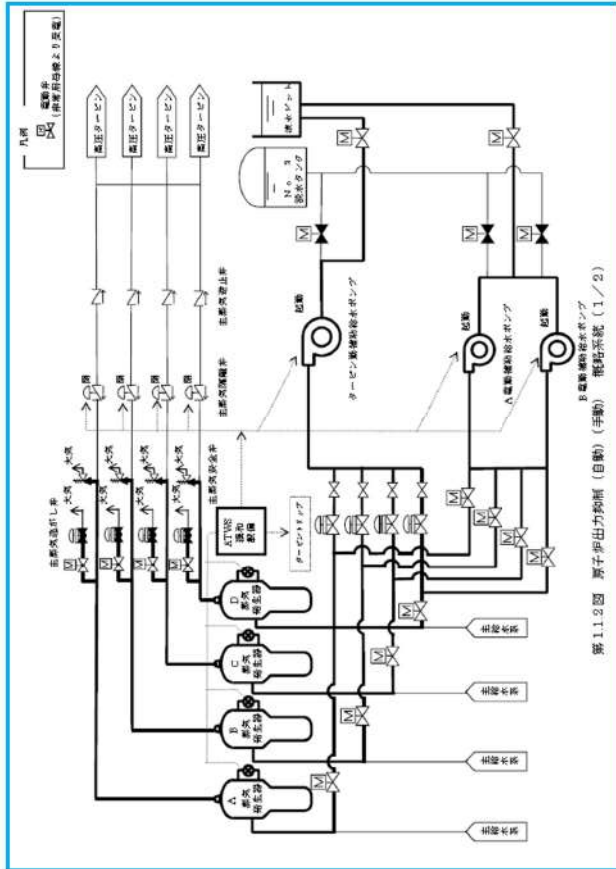 凡例
M
電動弁
(非常用母線より受電)
高圧タービン
高圧タービン
高圧タービン
高圧タービン
主蒸気逆止弁
閉
閉
閉
閉
主蒸気隔離弁
大気
大気
大気
大気
大気
大気
大気
大気
主蒸気逃がし弁
主蒸気安全弁
M
M
M
M
ATWS
緩和
設備
タービントリップ
A
蒸気
発生器
B
蒸気
発生器
C
蒸気
発生器
D
蒸気
発生器
主給水系
主給水系
主給水系
主給水系
M
M
M
M
M
M
M
M
起動
タービン動補助給水ポンプ
起動
A電動補助給水ポンプ
起動
B電動補助給水ポンプ
M
M
M
M
M
No.3
淡水タンク
復水ピット
第1.12図 原子炉出力抑制(自動)(手動) 概略系統(1/2)